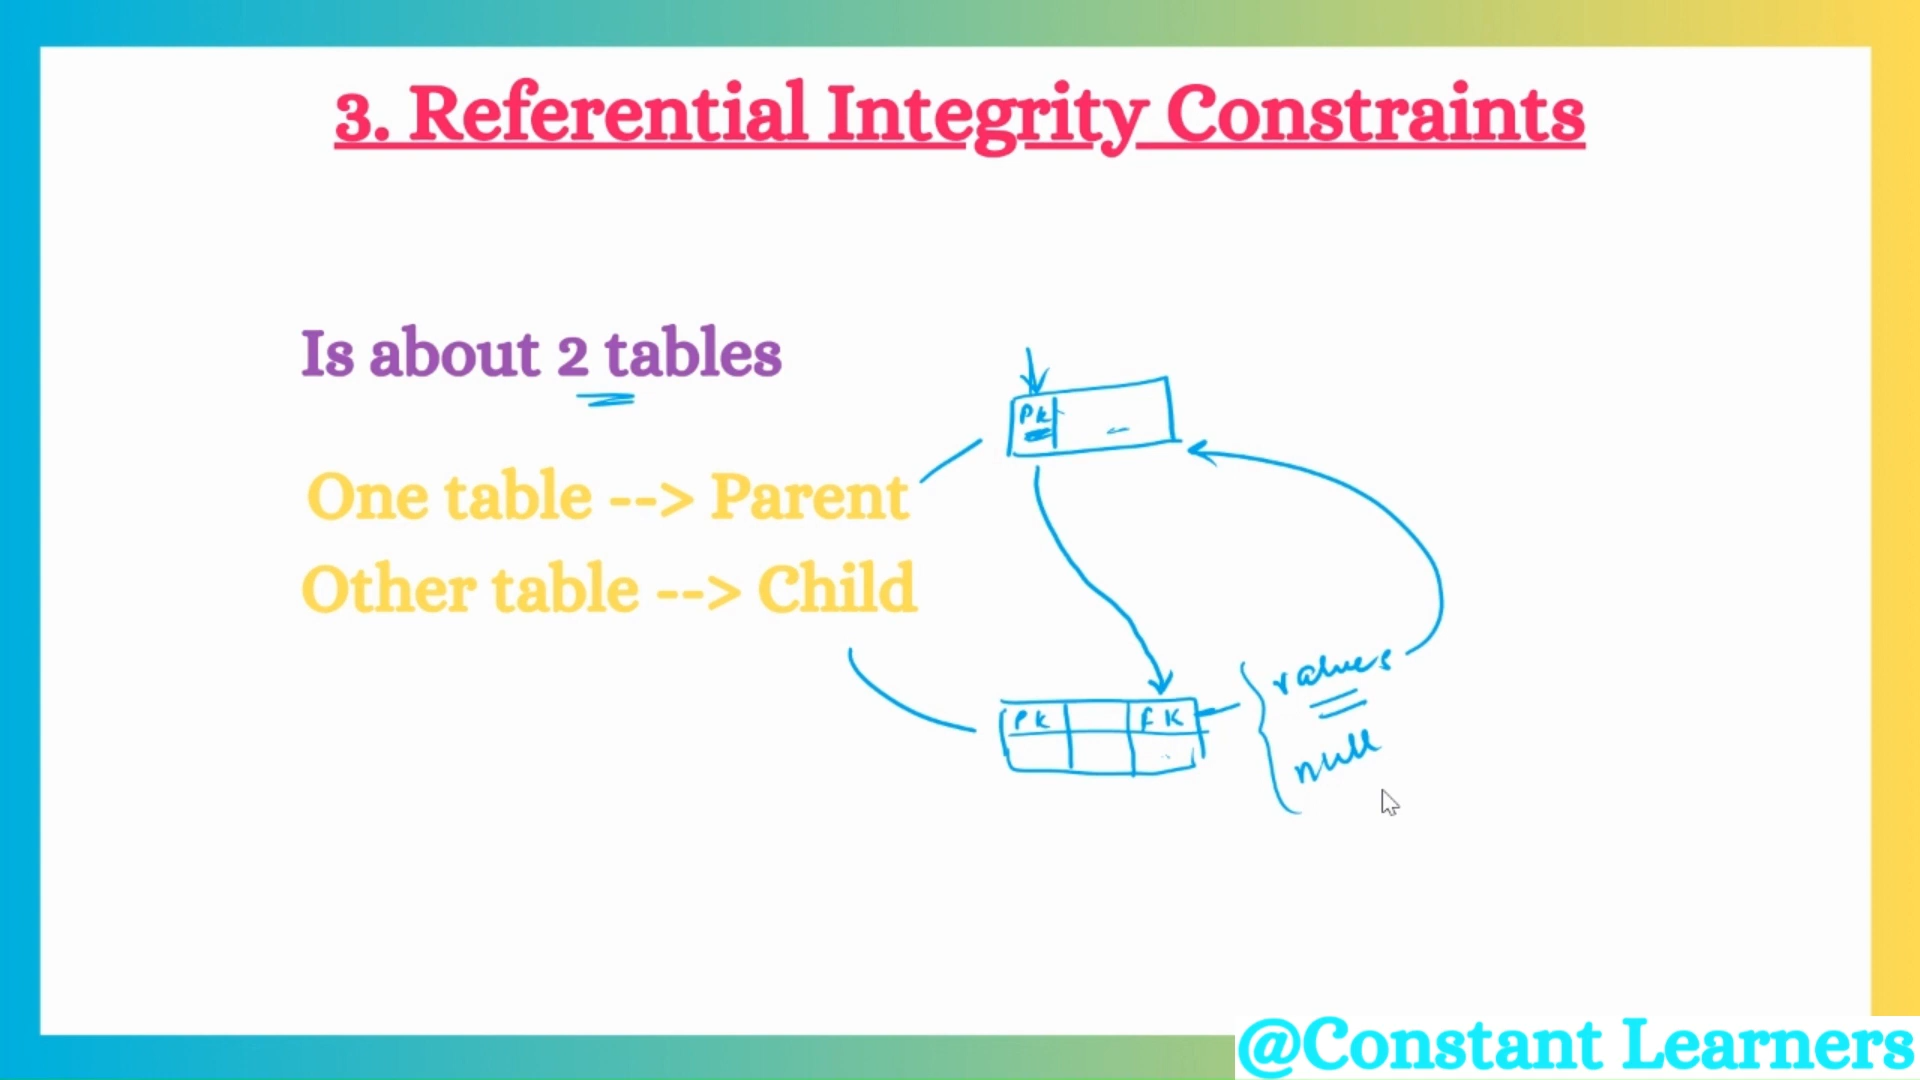 3. Referential Integrity Constraints
Is about 2 tables
One table --> Parent
Other table --> Child
PK
PK FK
values
null
@Constant Learners